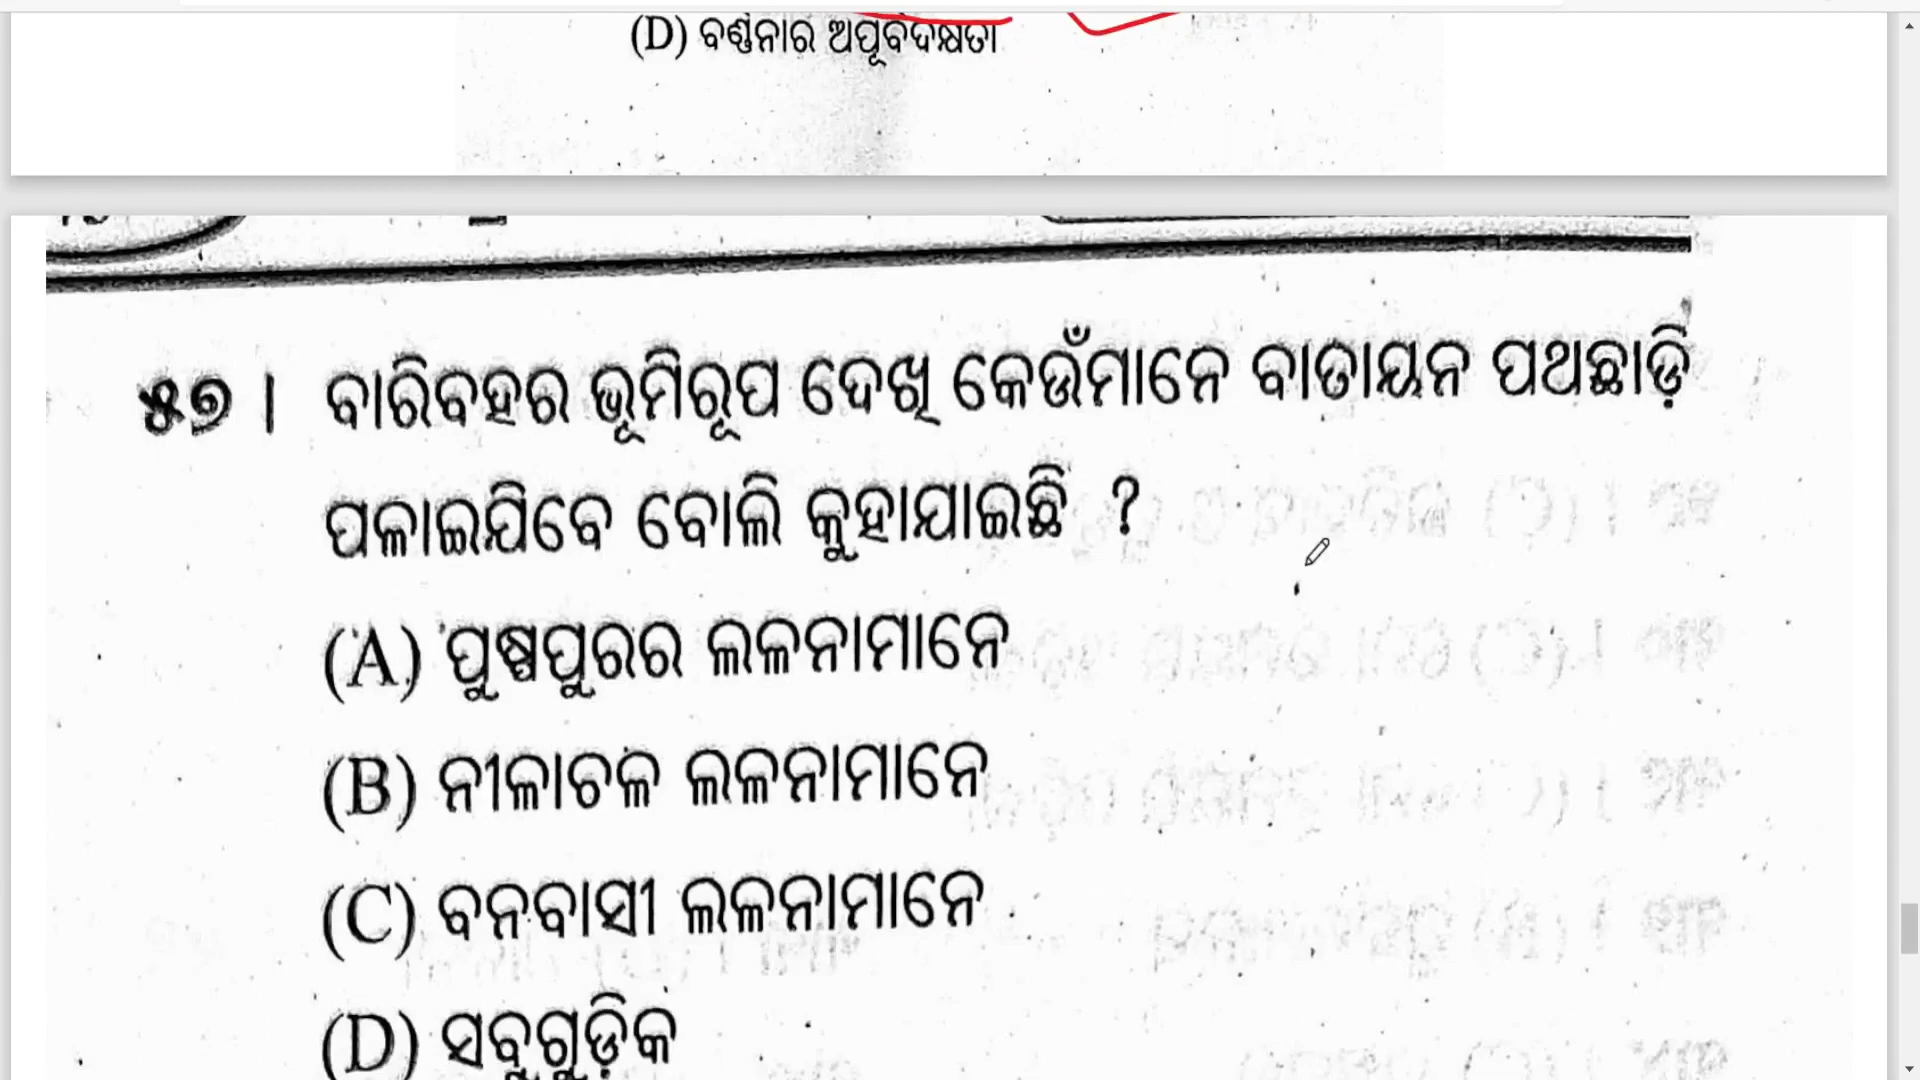 (D) ବର୍ଣ୍ଣନାର ଅପୂର୍ବଦକ୍ଷତା
୫୭ । ବାରିବହର ଭୂମିରୂପ ଦେଖି କେଉଁମାନେ ବାତାୟନ ପଥଛାଡ଼ି
ପଳାଇଯିବେ ବୋଲି କୁହାଯାଇଛି ?
(A) ପୁଷ୍ପପୁରର ଲଳନାମାନେ
(B) ନୀଳାଚଳ ଲଳନାମାନେ
(C) ବନବାସୀ ଲଳନାମାନେ
(D) ସବୁଗୁଡ଼ିକ